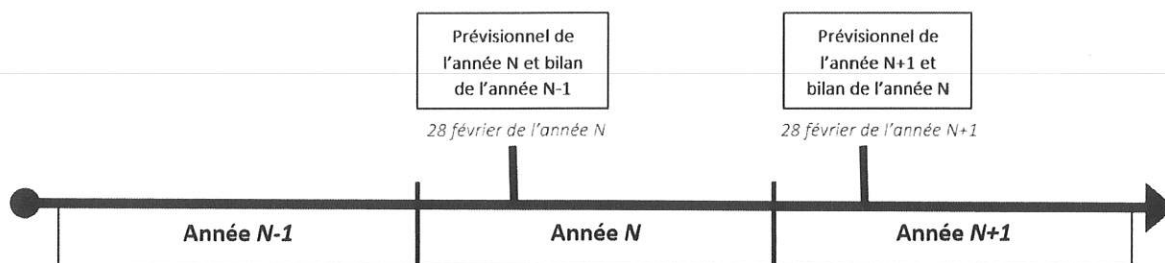 Prévisionnel de
l'année N et bilan
de l'année N-1
28 février de l'année N
Prévisionnel de
l'année N+1 et
bilan de l'année N
28 février de l'année N+1
Année N-1
Année N
Année N+1